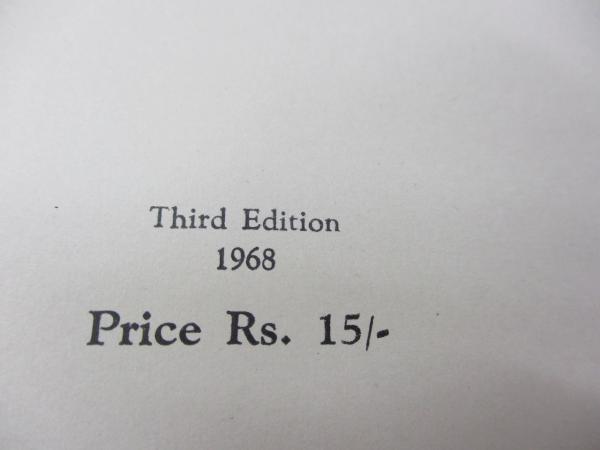 Third Edition
1968
Price Rs. 15/-